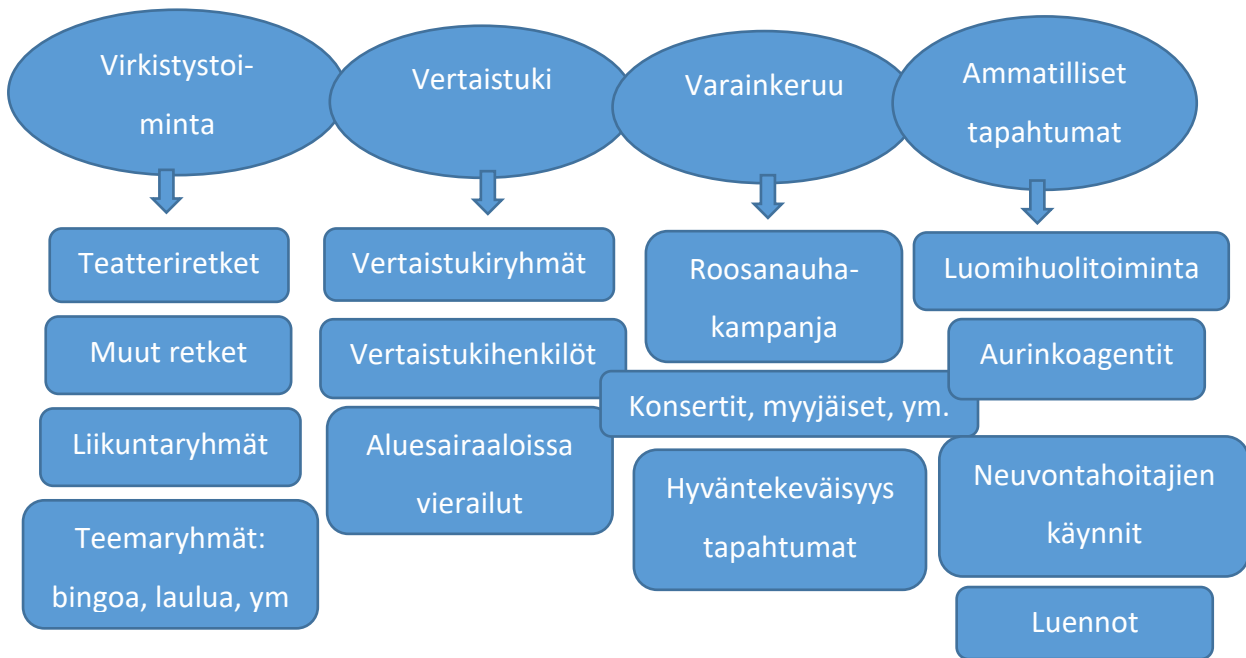 Virkistystoi-
minta
Vertaistuki
Varainkeruu
Ammatilliset
tapahtumat
Teatteriretket
Muut retket
Liikuntaryhmät
Teemaryhmät:
bingoa, laulua, ym
Vertaistukiryhmät
Vertaistukihenkilöt
Aluesairaaloissa
vierailut
Roosanauha-
kampanja
Konsertit, myyjäiset, ym.
Hyväntekeväisyys
tapahtumat
Luomihuolitoiminta
Aurinkoagentit
Neuvontahoitajien
käynnit
Luennot